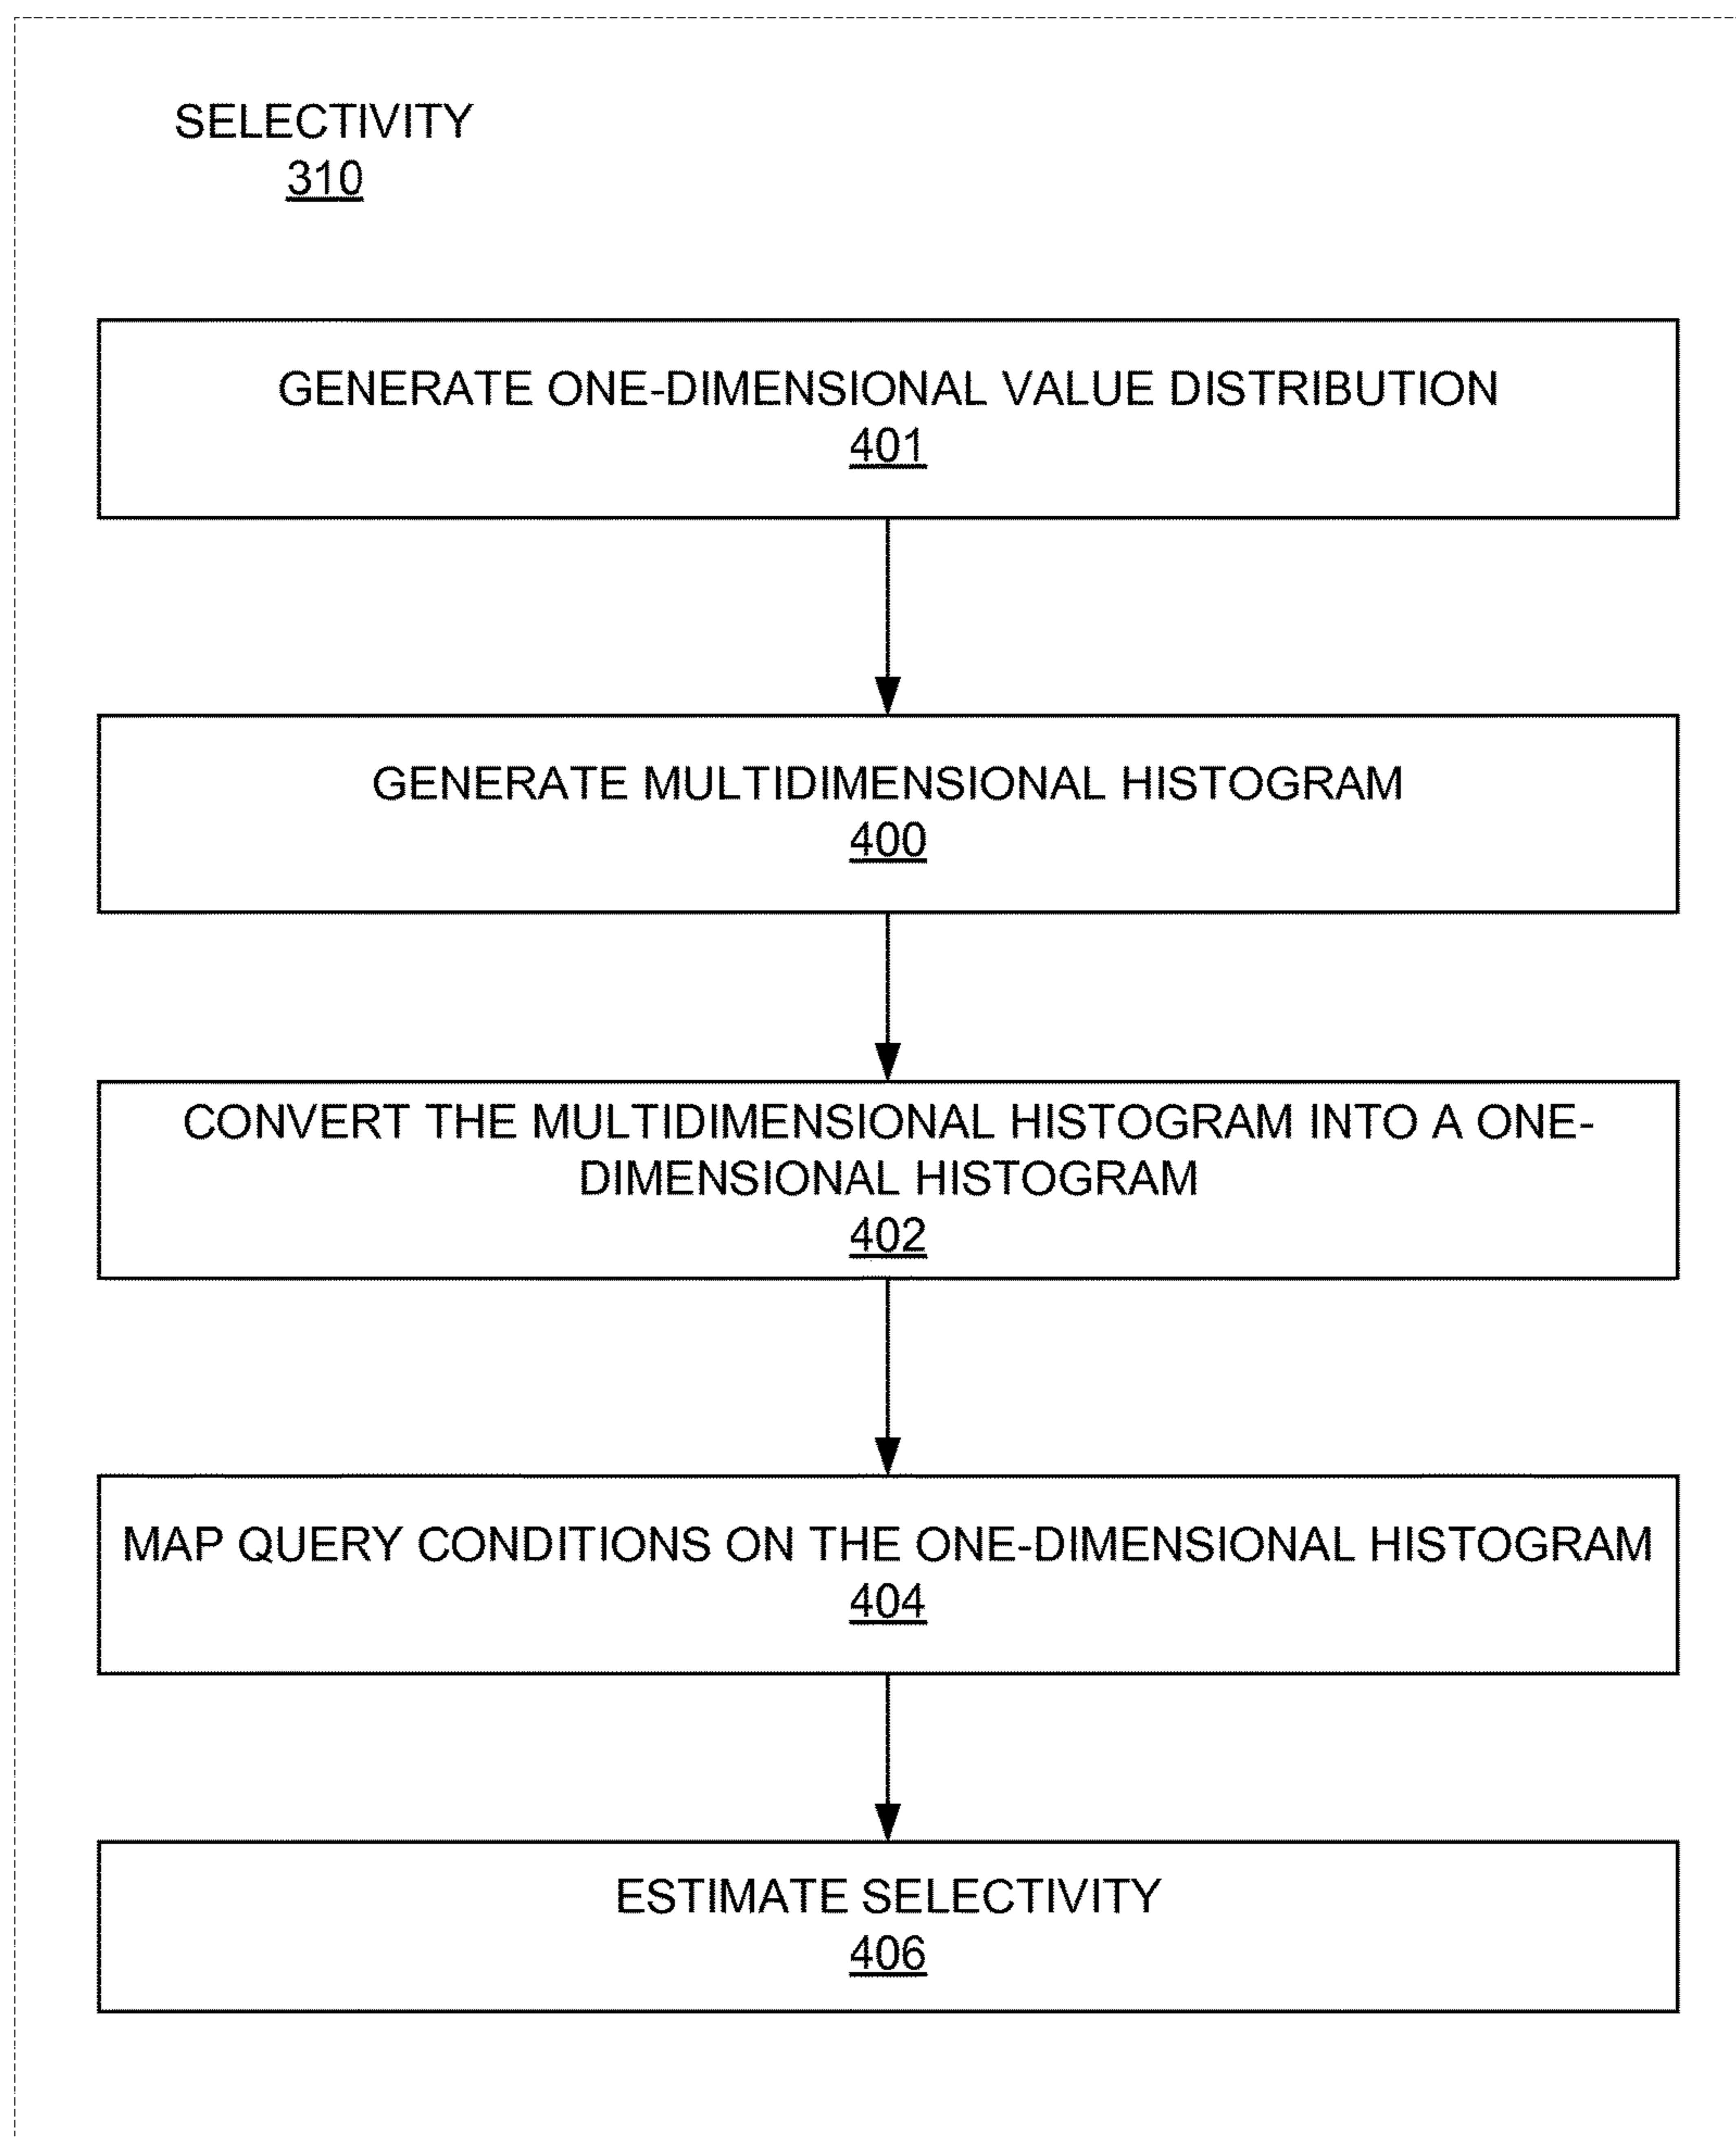 SELECTIVITY
310
GENERATE ONE-DIMENSIONAL VALUE DISTRIBUTION
401
GENERATE MULTIDIMENSIONAL HISTOGRAM
400
CONVERT THE MULTIDIMENSIONAL HISTOGRAM INTO A ONE-
DIMENSIONAL HISTOGRAM
402
MAP QUERY CONDITIONS ON THE ONE-DIMENSIONAL HISTOGRAM
404
ESTIMATE SELECTIVITY
406